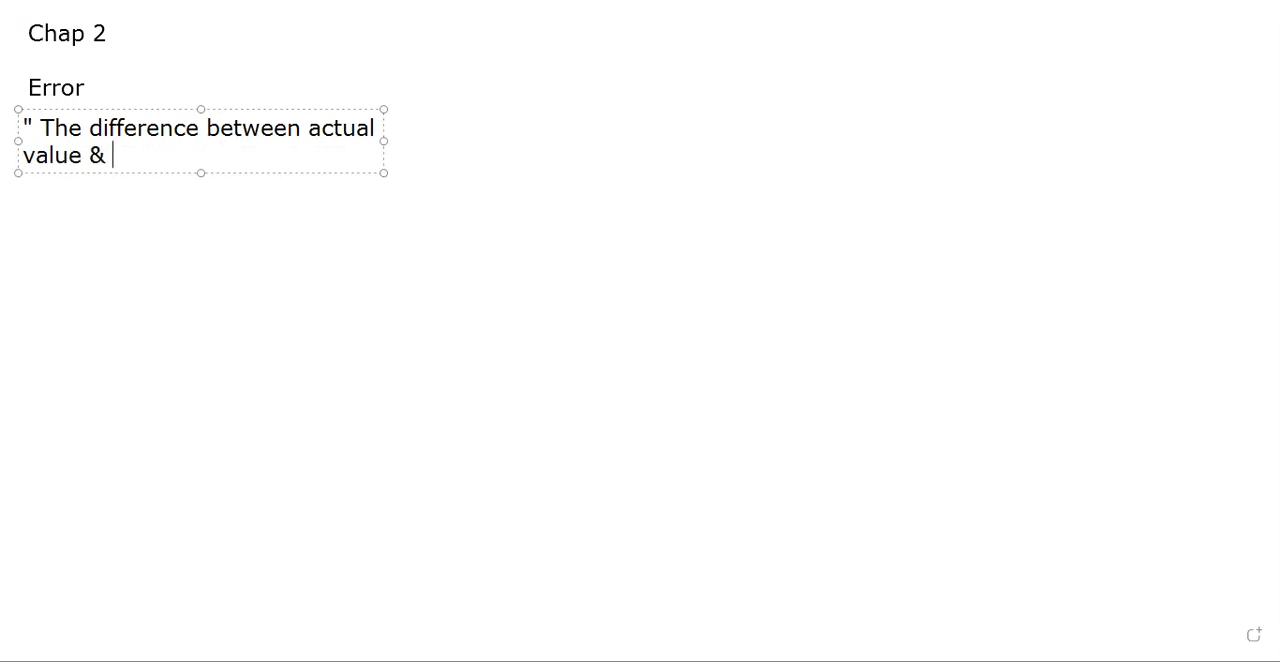 Chap 2
Error
" The difference between actual
value &